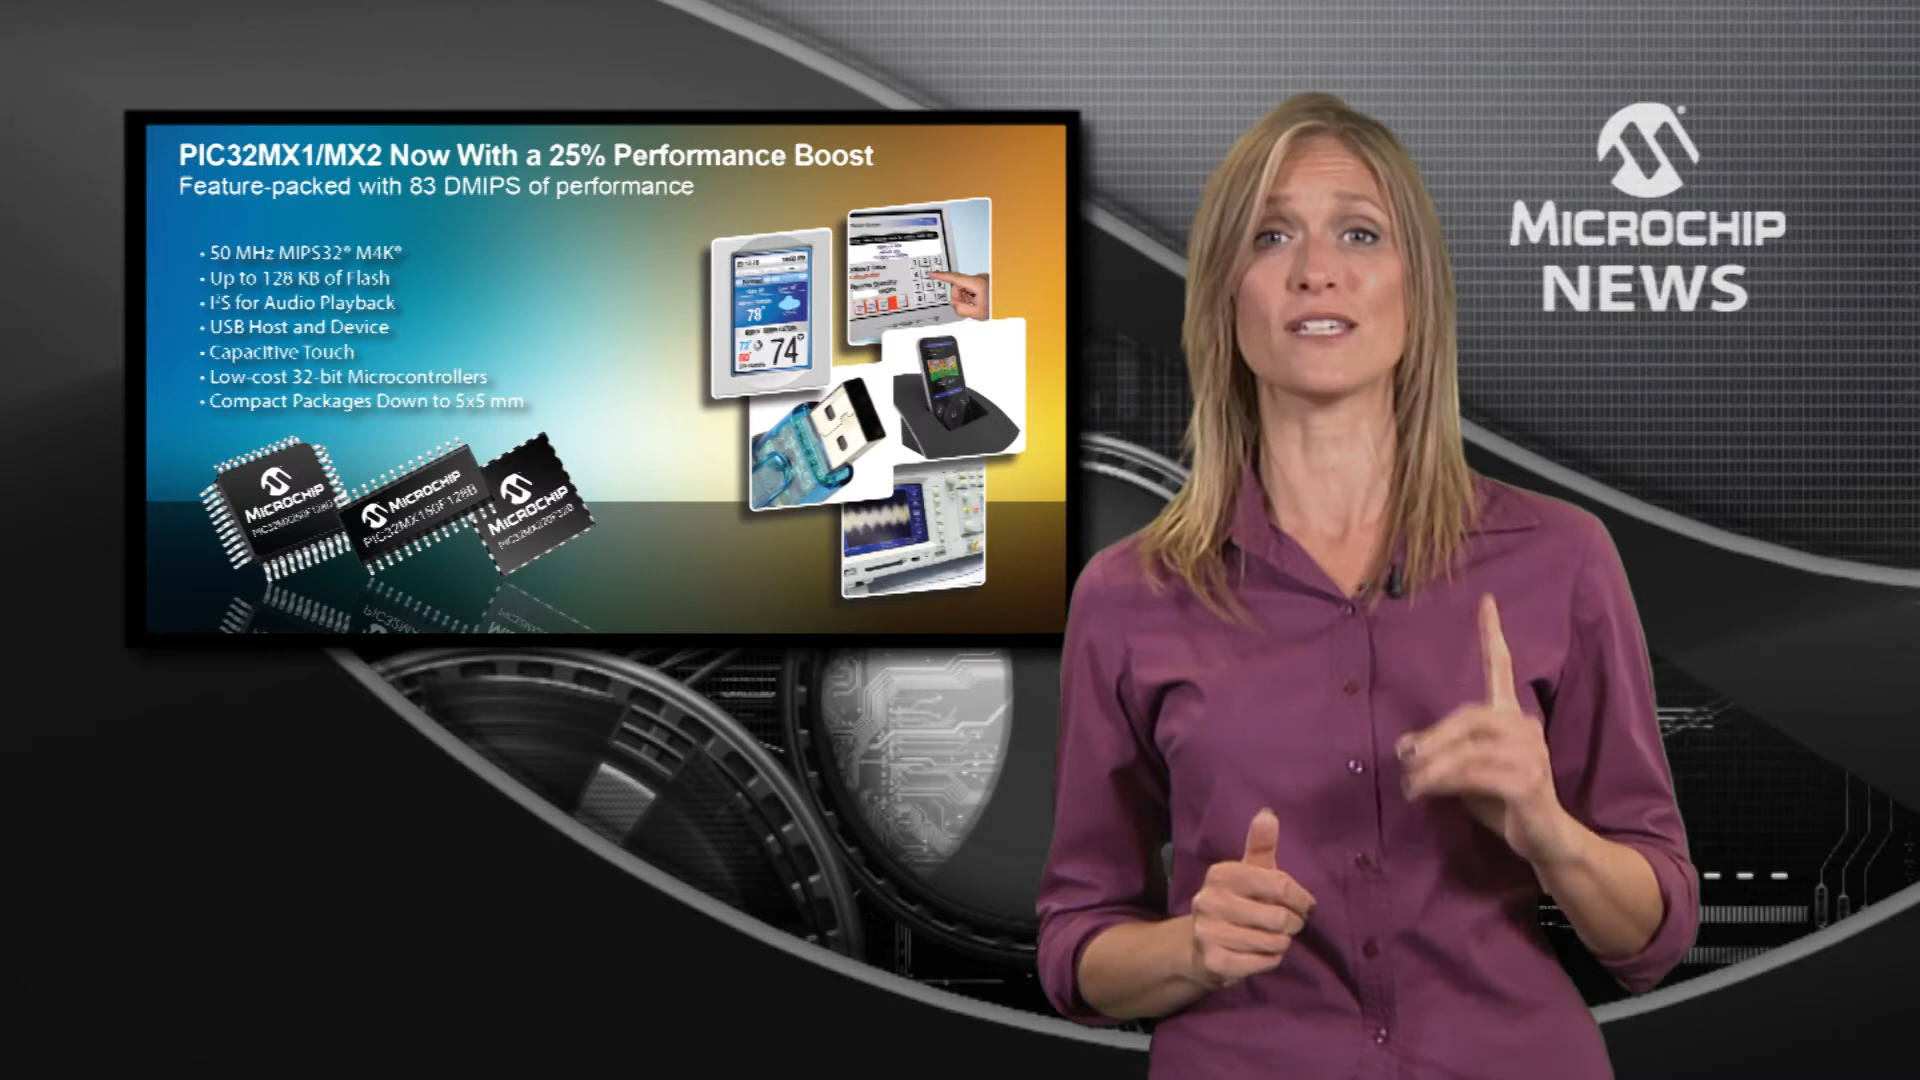 PIC32MX1/MX2 Now With a 25% Performance Boost
Feature-packed with 83 DMIPS of performance
• 50 MHz MIPS32® M4K®
• Up to 128 KB of Flash
• I²S for Audio Playback
• USB Host and Device
• Capacitive Touch
• Low-cost 32-bit Microcontrollers
• Compact Packages Down to 5x5 mm
78°
74°
MICROCHIP
PIC32MX250F128D
MICROCHIP
PIC32MX150F128B
MICROCHIP
PIC32MX220F32D
MICROCHIP
NEWS